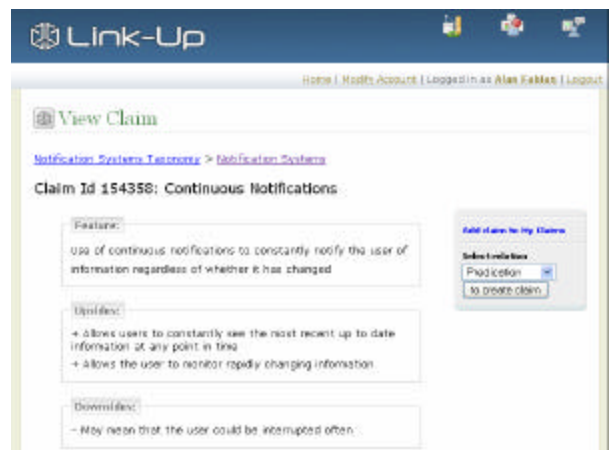 Link-Up
Home | Modify Account | Logged in as Alan Fabian | Logout
View Claim
Notification Systems Taxonomy > Notification Systems
Claim Id 154358: Continuous Notifications
Feature:
Use of continuous notifications to constantly notify the user of
information regardless of whether it has changed
Add claim to My Claims
Select relation
Predication
to create claim
Upsides:
+ Allows users to constantly see the most recent up to date
information at any point in time
+ Allows the user to monitor rapidly changing information
Downsides:
- May mean that the user could be interrupted often